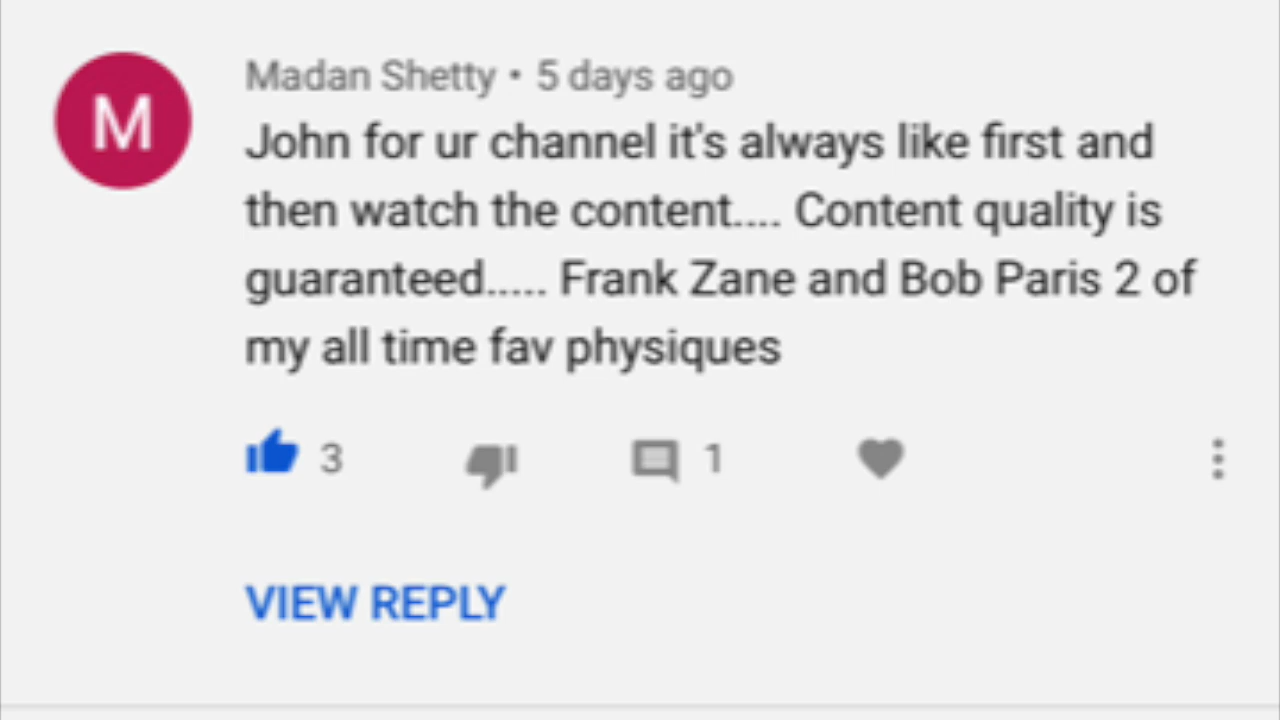 M
Madan Shetty • 5 days ago
John for ur channel it's always like first and
then watch the content.... Content quality is
guaranteed..... Frank Zane and Bob Paris 2 of
my all time fav physiques
3 1
VIEW REPLY